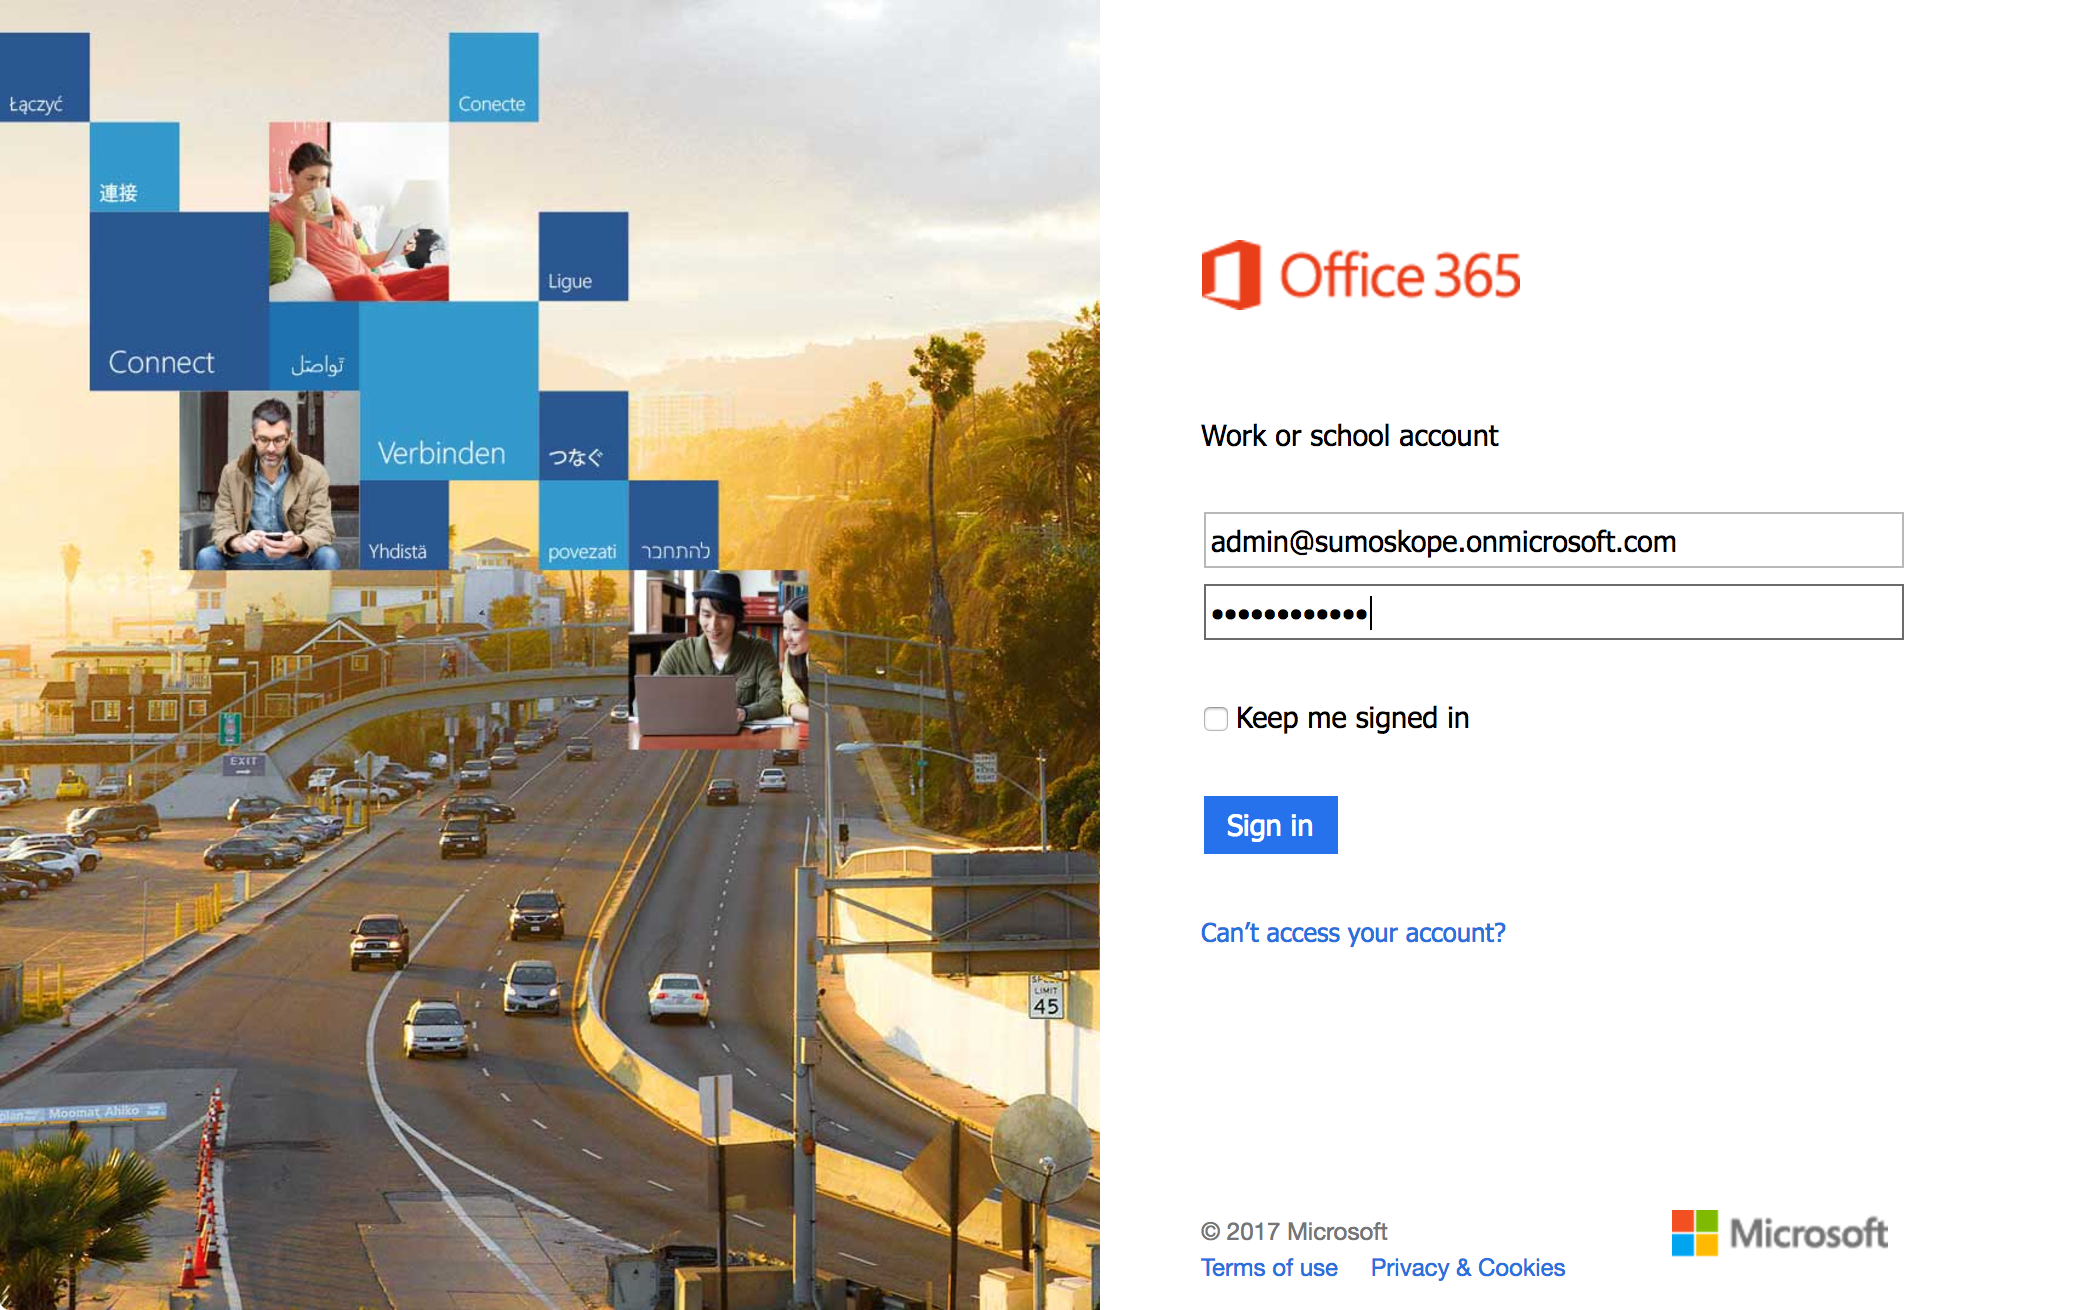 Łączyć
Conecte
連接
Ligue
Connect
تواصل
Verbinden
つなぐ
Yhdistä
povezati
להתחבר
EXIT
SPEED
LIMIT
45
Moomat Ahiko
Office 365
Work or school account
admin@sumoskope.onmicrosoft.com
••••••••••••
Keep me signed in
Sign in
Can’t access your account?
© 2017 Microsoft
Terms of use Privacy & Cookies
Microsoft